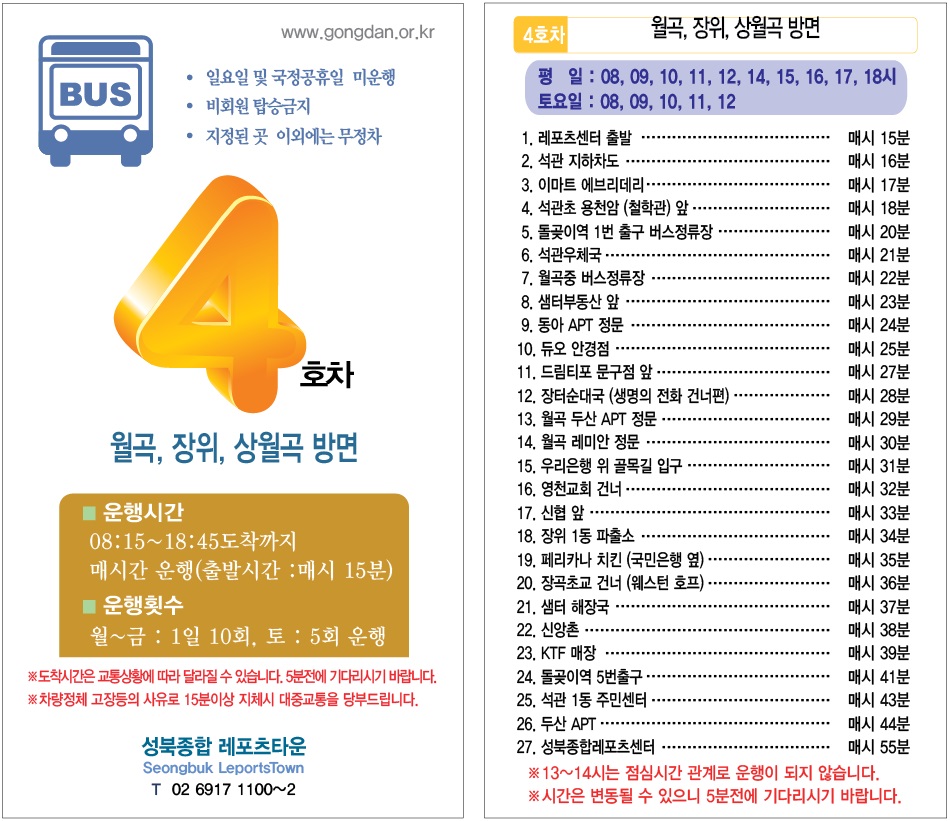 www.gongdan.or.kr
BUS
• 일요일 및 국정공휴일 미운행
• 비회원 탑승금지
• 지정된 곳 이외에는 무정차
4호차
월곡, 장위, 상월곡 방면
■ 운행시간
08:15~18:45도착까지
매시간 운행(출발시간 :매시 15분)
■ 운행횟수
월~금 : 1일 10회, 토 : 5회 운행
※도착시간은 교통상황에 따라 달라질 수 있습니다. 5분전에 기다리시기 바랍니다.
※차량정체 고장등의 사유로 15분이상 지체시 대중교통을 당부드립니다.
성북종합 레포츠타운
Seongbuk LeportsTown
T 02 6917 1100~2
4호차 월곡, 장위, 상월곡 방면
평 일 : 08, 09, 10, 11, 12, 14, 15, 16, 17, 18시
토요일 : 08, 09, 10, 11, 12
1. 레포츠센터 출발 ········ 매시 15분
2. 석관 지하차도 ········ 매시 16분
3. 이마트 에브리데리 ········ 매시 17분
4. 석관초 용천암 (철학관) 앞 ········ 매시 18분
5. 돌곶이역 1번 출구 버스정류장 ········ 매시 20분
6. 석관우체국 ········ 매시 21분
7. 월곡중 버스정류장 ········ 매시 22분
8. 샘터부동산 앞 ········ 매시 23분
9. 동아 APT 정문 ········ 매시 24분
10. 듀오 안경점 ········ 매시 25분
11. 드림티포 문구점 앞 ········ 매시 27분
12. 장터순대국 (생명의 전화 건너편) ········ 매시 28분
13. 월곡 두산 APT 정문 ········ 매시 29분
14. 월곡 레미안 정문 ········ 매시 30분
15. 우리은행 위 골목길 입구 ········ 매시 31분
16. 영천교회 건너 ········ 매시 32분
17. 신협 앞 ········ 매시 33분
18. 장위 1동 파출소 ········ 매시 34분
19. 페리카나 치킨 (국민은행 옆) ········ 매시 35분
20. 장곡초교 건너 (웨스턴 호프) ········ 매시 36분
21. 샘터 해장국 ········ 매시 37분
22. 신앙촌 ········ 매시 38분
23. KTF 매장 ········ 매시 39분
24. 돌곶이역 5번출구 ········ 매시 41분
25. 석관 1동 주민센터 ········ 매시 43분
26. 두산 APT ········ 매시 44분
27. 성북종합레포츠센터 ········ 매시 55분
※13~14시는 점심시간 관계로 운행이 되지 않습니다.
※시간은 변동될 수 있으니 5분전에 기다리시기 바랍니다.